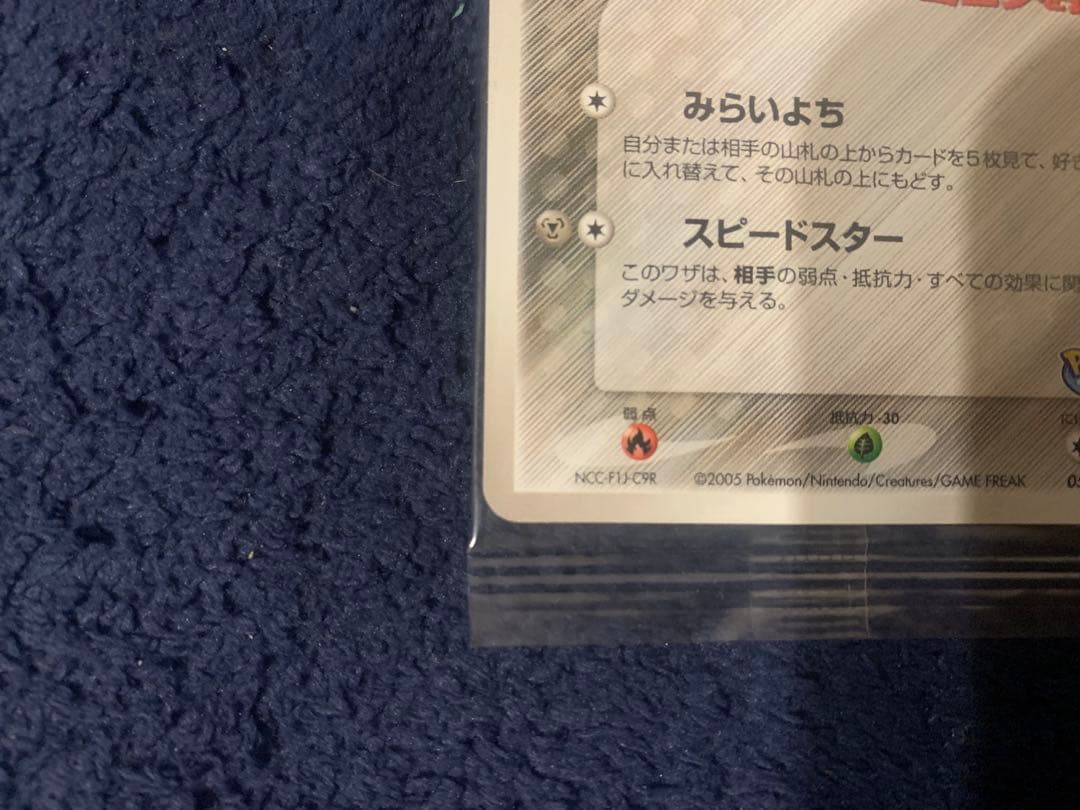 みらいよち
自分または相手の山札の上からカードを5枚見て、好き
に入れ替えて、その山札の上にもどす。
スピードスター
このワザは、相手の弱点・抵抗力・すべての効果に関
ダメージを与える。
弱点
抵抗力 -30
NCC-F1J-C9R
©2005 Pokémon/Nintendo/Creatures/GAME FREAK